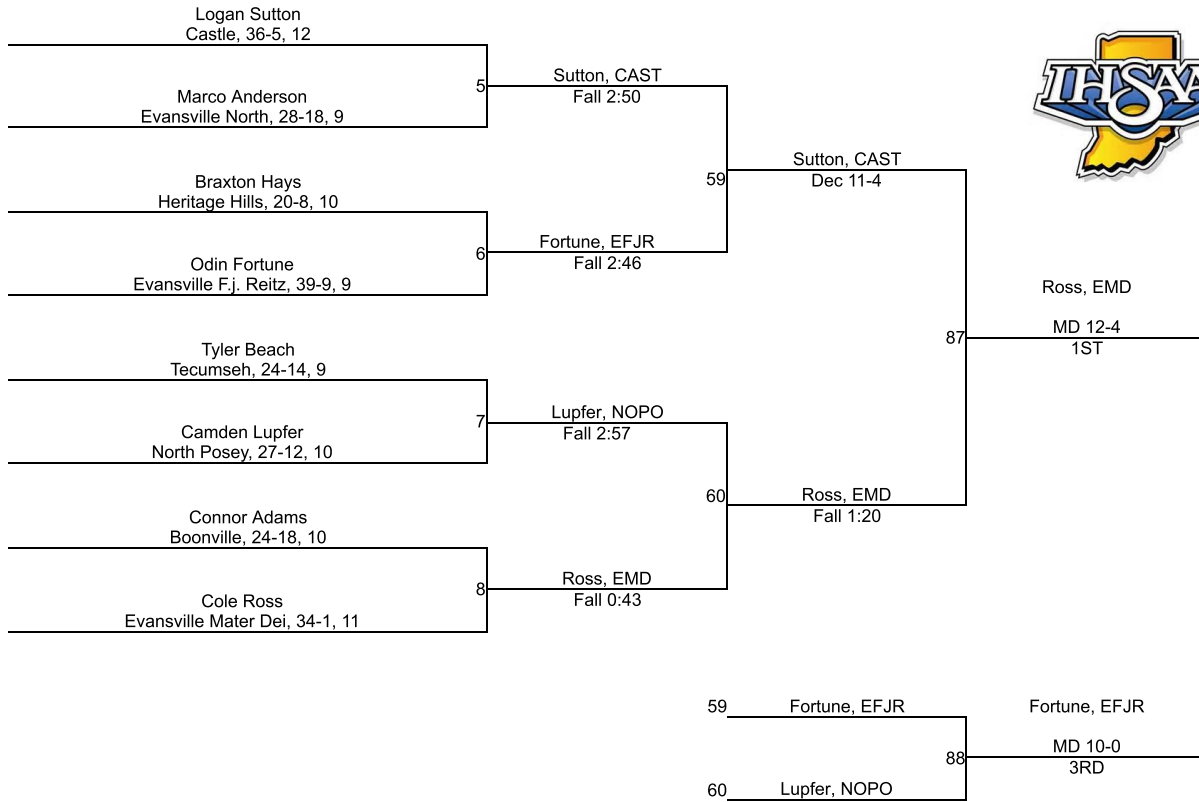 Logan Sutton
Castle, 36-5, 12
Marco Anderson
Evansville North, 28-18, 9
5
Sutton, CAST
Fall 2:50
Braxton Hays
Heritage Hills, 20-8, 10
Odin Fortune
Evansville F.j. Reitz, 39-9, 9
6
Fortune, EFJR
Fall 2:46
59
Sutton, CAST
Dec 11-4
Tyler Beach
Tecumseh, 24-14, 9
Camden Lupfer
North Posey, 27-12, 10
7
Lupfer, NOPO
Fall 2:57
Connor Adams
Boonville, 24-18, 10
Cole Ross
Evansville Mater Dei, 34-1, 11
8
Ross, EMD
Fall 0:43
60
Ross, EMD
Fall 1:20
87
Ross, EMD
MD 12-4
1ST
IHSAA
59
Fortune, EFJR
60
Lupfer, NOPO
88
Fortune, EFJR
MD 10-0
3RD